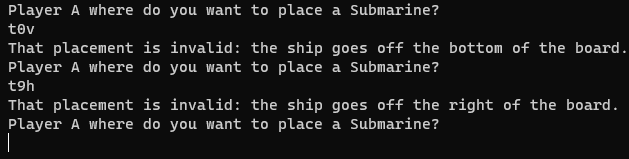 Player A where do you want to place a Submarine?
t0v
That placement is invalid: the ship goes off the bottom of the board.
Player A where do you want to place a Submarine?
t9h
That placement is invalid: the ship goes off the right of the board.
Player A where do you want to place a Submarine?